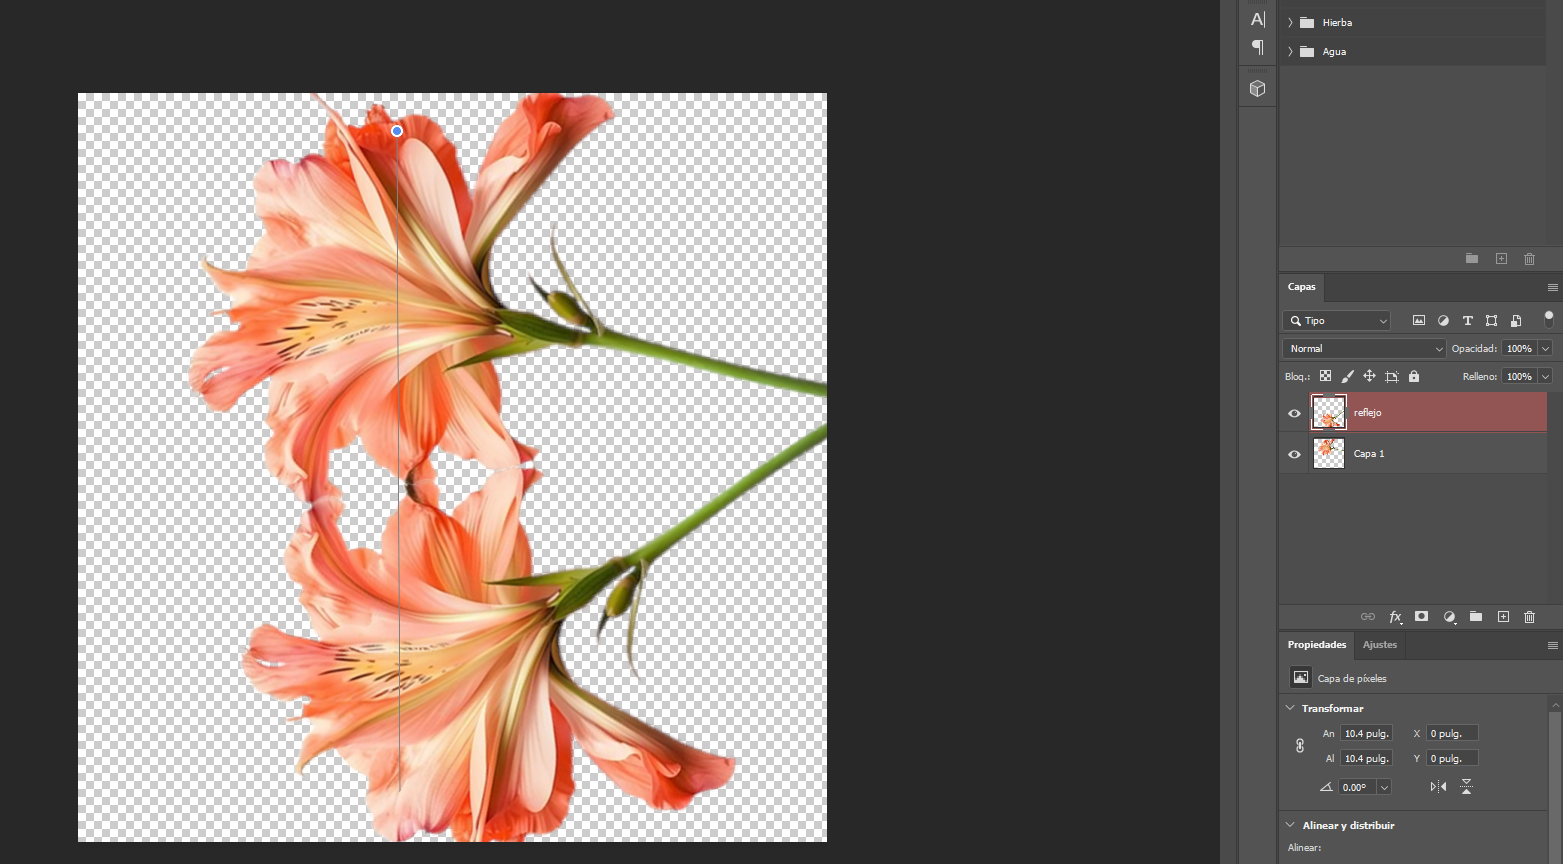 A|
¶
Hierba
Agua
Capas
Tipo
T
Normal
Opacidad: 100%
Bloq.:
Relleno: 100%
reflejo
Capa 1
fx
Propiedades Ajustes
Capa de píxeles
Transformar
An 10.4 pulg. X 0 pulg.
Al 10.4 pulg. Y 0 pulg.
0.00°
Alinear y distribuir
Alinear: